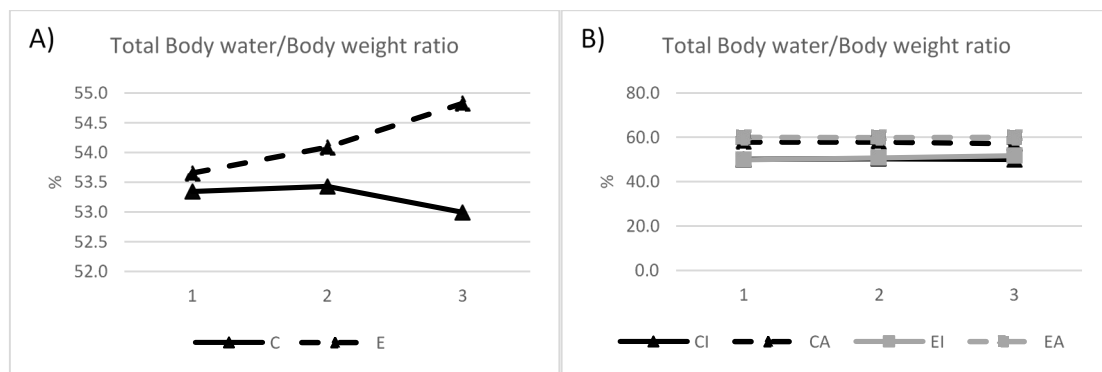 A)
Total Body water/Body weight ratio
55.0
54.5
54.0
53.5
53.0
52.5
52.0
%
1 2 3
C E
B)
Total Body water/Body weight ratio
80.0
60.0
40.0
20.0
0.0
%
1 2 3
CI CA EI EA